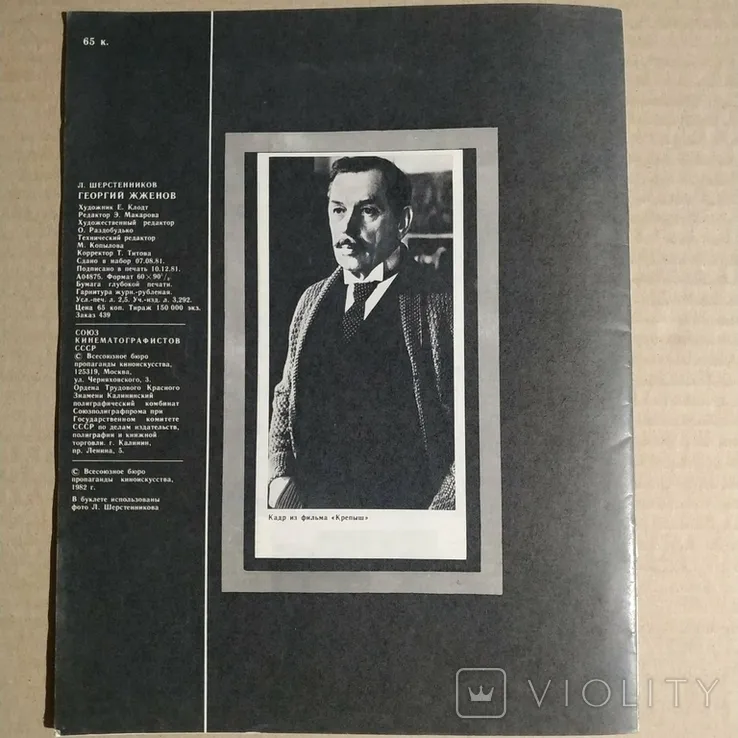 65 к.
Л. ШЕРСТЕННИКОВ
ГЕОРГИЙ ЖЖЕНОВ
Художник Е. Клодт
Редактор Э. Макарова
Художественный редактор
О. Раздобудько
Технический редактор
М. Копылова
Корректор Т. Титова
Сдано в набор 07.08.81.
Подписано в печать 10.12.81.
А04875. Формат 60×90¹/₈
Бумага глубокой печати.
Гарнитура журн.-рубленая.
Усл.-печ. л. 2,5. Уч.-изд. л. 3,292.
Цена 65 коп. Тираж 150 000 экз.
Заказ 439
СОЮЗ
КИНЕМАТОГРАФИСТОВ
СССР
© Всесоюзное бюро
пропаганды киноискусства,
125319, Москва,
ул. Черняховского, 3.
Ордена Трудового Красного
Знамени Калининский
полиграфический комбинат
Союзполиграфпрома при
Государственном комитете
СССР по делам издательств,
полиграфии и книжной
торговли. г. Калинин,
пр. Ленина, 5.
© Всесоюзное бюро
пропаганды киноискусства,
1982 г.
В буклете использованы
фото Л. Шерстенникова
Кадр из фильма «Крепыш»
VIOLITY